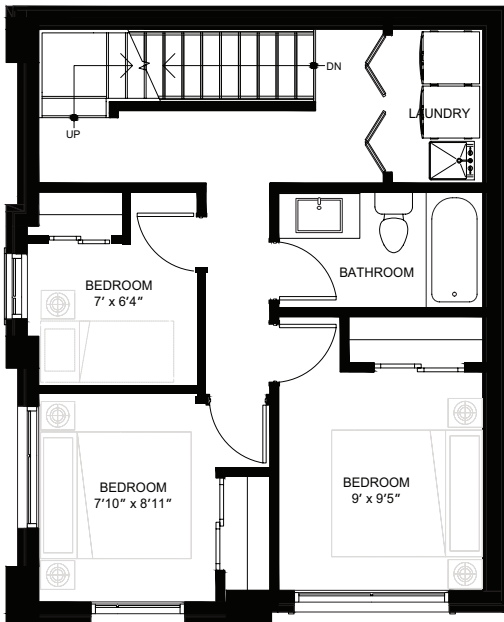 DN
LAUNDRY
UP
BATHROOM
BEDROOM
7' x 6'4"
BEDROOM
9' x 9'5"
BEDROOM
7'10" x 8'11"